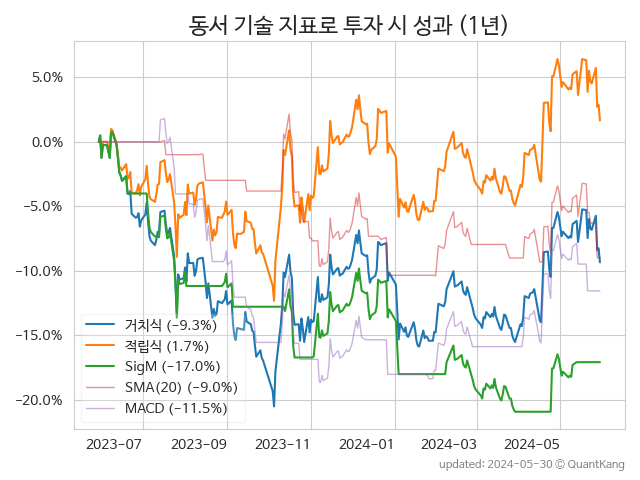 동서 기술 지표로 투자 시 성과 (1년)
5.0%
0.0%
−5.0%
−10.0%
−15.0%
−20.0%
거치식 (−9.3%)
적립식 (1.7%)
SigM (−17.0%)
SMA(20) (−9.0%)
MACD (−11.5%)
2023−07 2023−09 2023−11 2024−01 2024−03 2024−05
updated: 2024-05-30 © QuantKang